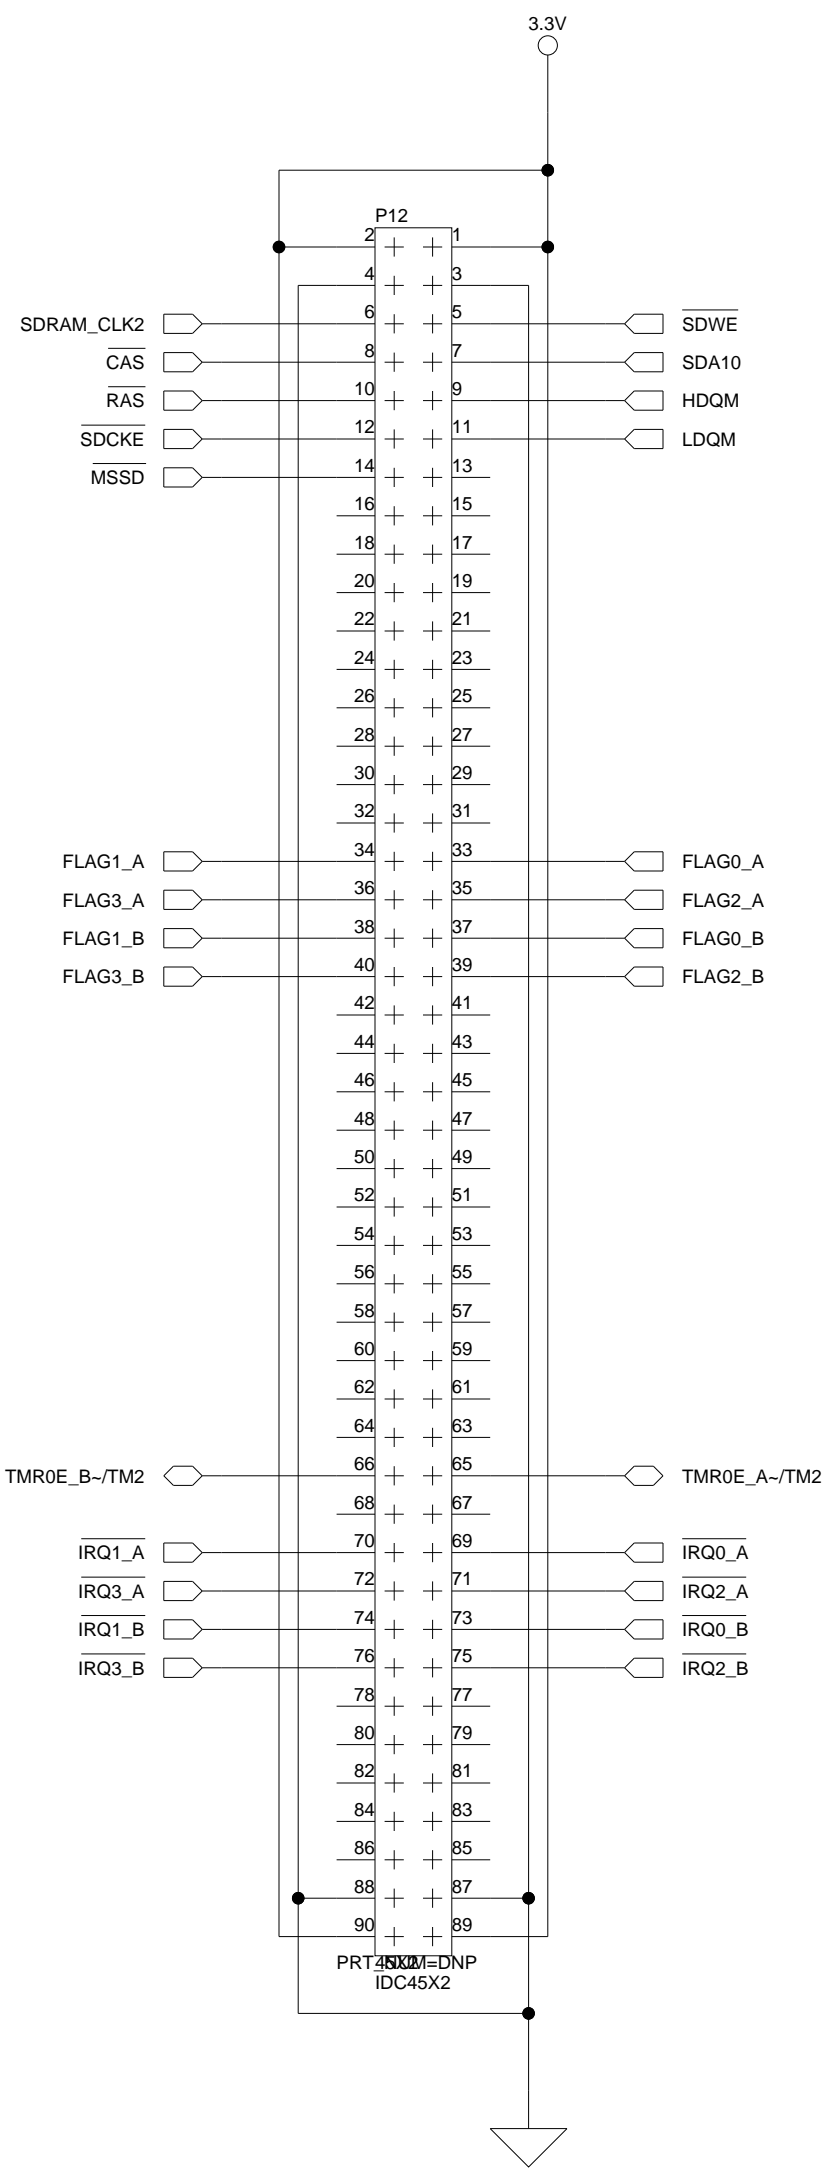 3.3V
P12
2 1
4 3
SDRAM_CLK2 6 5 SDWE
CAS 8 7 SDA10
RAS 10 9 HDQM
SDCKE 12 11 LDQM
MSSD 14 13
16 15
18 17
20 19
22 21
24 23
26 25
28 27
30 29
32 31
FLAG1_A 34 33 FLAG0_A
FLAG3_A 36 35 FLAG2_A
FLAG1_B 38 37 FLAG0_B
FLAG3_B 40 39 FLAG2_B
42 41
44 43
46 45
48 47
50 49
52 51
54 53
56 55
58 57
60 59
62 61
64 63
TMR0E_B~/TM2 66 65 TMR0E_A~/TM2
68 67
IRQ1_A 70 69 IRQ0_A
IRQ3_A 72 71 IRQ2_A
IRQ1_B 74 73 IRQ0_B
IRQ3_B 76 75 IRQ2_B
78 77
80 79
82 81
84 83
86 85
88 87
90 89
PRT_NUM=DNP
IDC45X2